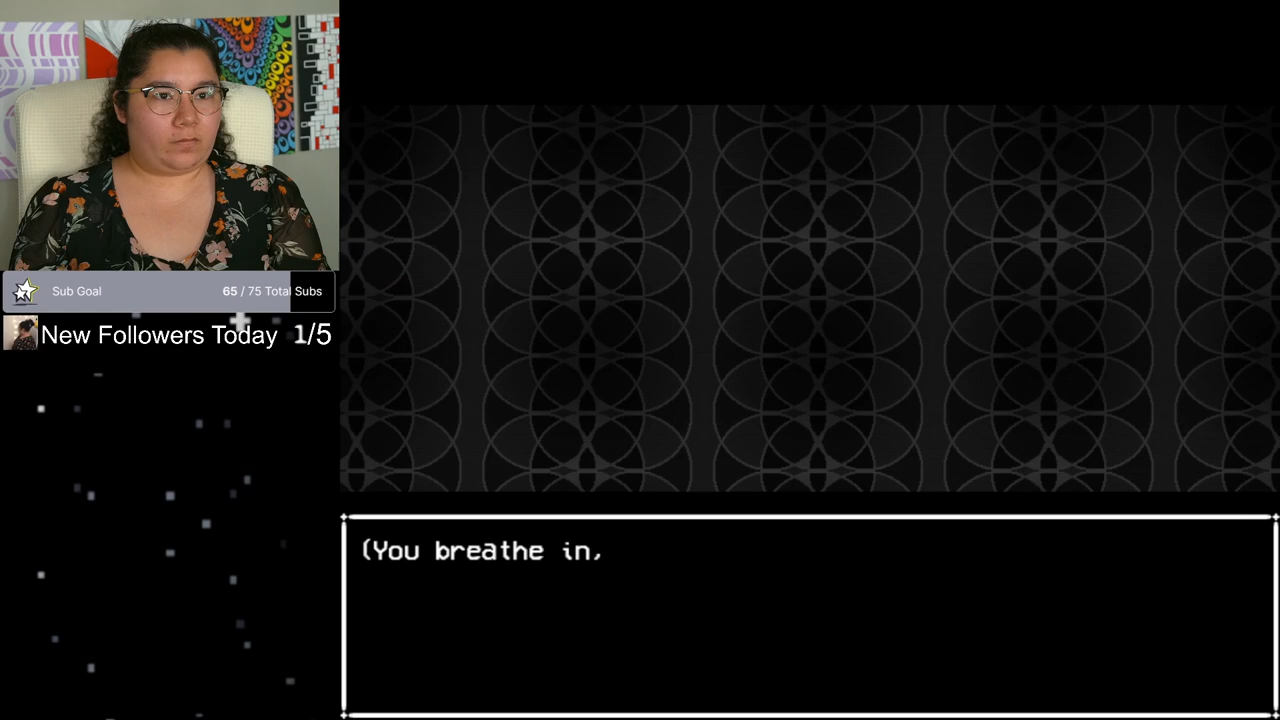 Sub Goal
65 / 75 Total Subs
New Followers Today 1/5
(You breathe in,